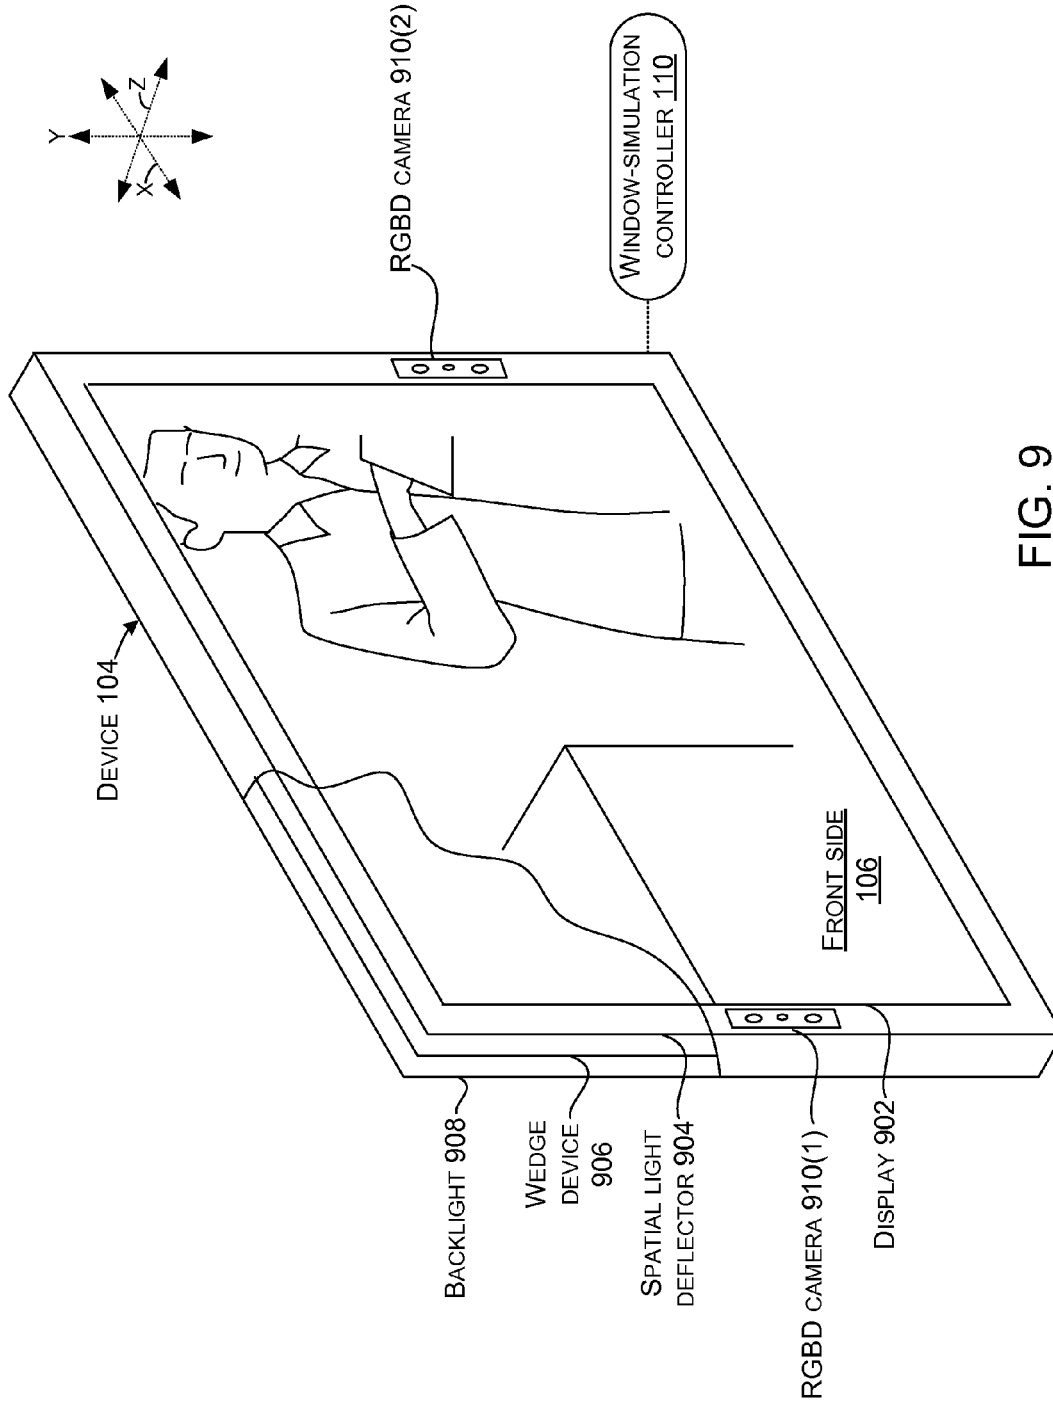 Y
X
Z
DEVICE 104
RGBD CAMERA 910(2)
WINDOW-SIMULATION
CONTROLLER 110
BACKLIGHT 908
WEDGE
DEVICE
906
SPATIAL LIGHT
DEFLECTOR 904
RGBD CAMERA 910(1)
DISPLAY 902
FRONT SIDE
106
FIG. 9